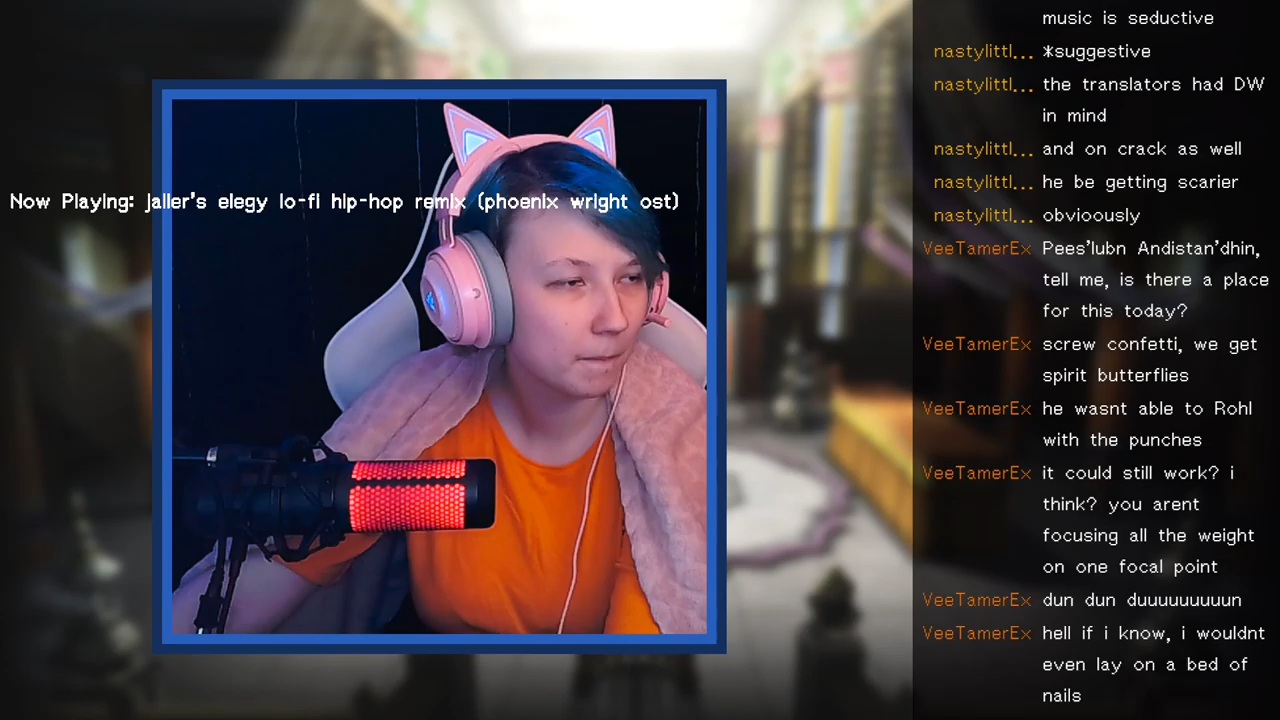 Now Playing: jailer's elegy lo-fi hip-hop remix (phoenix wright ost)
music is seductive
nastylittl... *suggestive
nastylittl... the translators had DW
in mind
nastylittl... and on crack as well
nastylittl... he be getting scarier
nastylittl... obvioously
VeeTamerEx Pees'lubn Andistan'dhin,
tell me, is there a place
for this today?
VeeTamerEx screw confetti, we get
spirit butterflies
VeeTamerEx he wasnt able to Rohl
with the punches
VeeTamerEx it could still work? i
think? you arent
focusing all the weight
on one focal point
VeeTamerEx dun dun duuuuuuuuun
VeeTamerEx hell if i know, i wouldnt
even lay on a bed of
nails